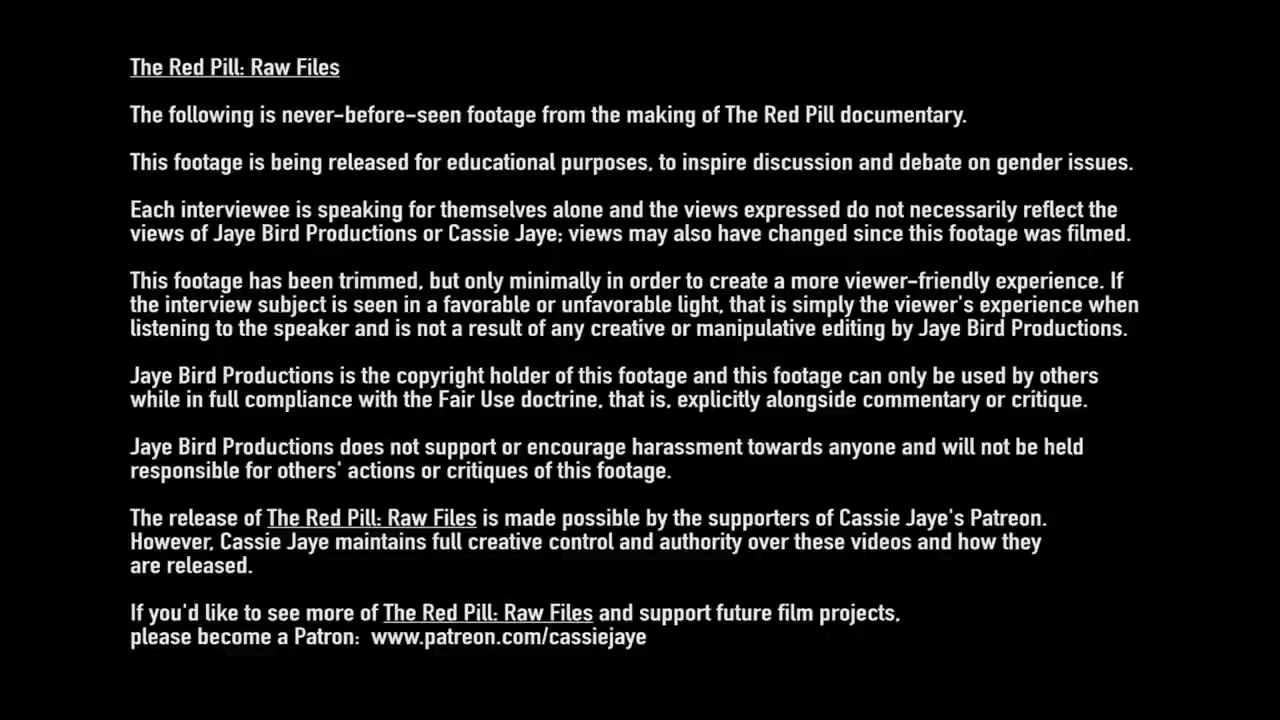 The Red Pill: Raw Files
The following is never-before-seen footage from the making of The Red Pill documentary.
This footage is being released for educational purposes, to inspire discussion and debate on gender issues.
Each interviewee is speaking for themselves alone and the views expressed do not necessarily reflect the
views of Jaye Bird Productions or Cassie Jaye; views may also have changed since this footage was filmed.
This footage has been trimmed, but only minimally in order to create a more viewer-friendly experience. If
the interview subject is seen in a favorable or unfavorable light, that is simply the viewer's experience when
listening to the speaker and is not a result of any creative or manipulative editing by Jaye Bird Productions.
Jaye Bird Productions is the copyright holder of this footage and this footage can only be used by others
while in full compliance with the Fair Use doctrine, that is, explicitly alongside commentary or critique.
Jaye Bird Productions does not support or encourage harassment towards anyone and will not be held
responsible for others' actions or critiques of this footage.
The release of The Red Pill: Raw Files is made possible by the supporters of Cassie Jaye's Patreon.
However, Cassie Jaye maintains full creative control and authority over these videos and how they
are released.
If you'd like to see more of The Red Pill: Raw Files and support future film projects,
please become a Patron: www.patreon.com/cassiejaye